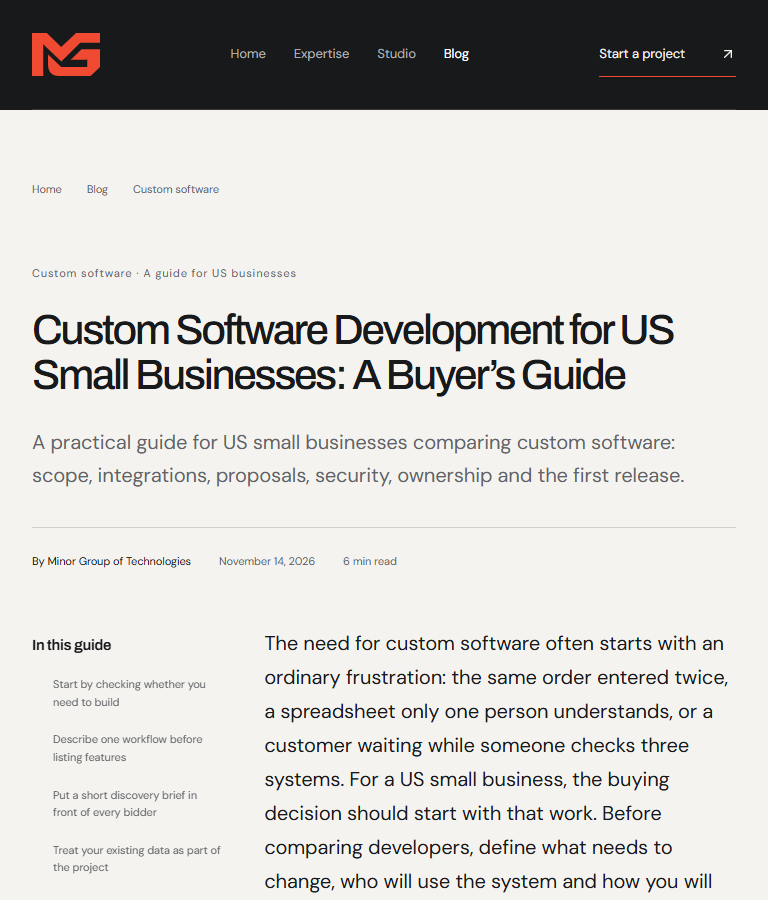 MG
Home Expertise Studio Blog Start a project
Home Blog Custom software
Custom software · A guide for US businesses
Custom Software Development for US
Small Businesses: A Buyer’s Guide
A practical guide for US small businesses comparing custom software:
scope, integrations, proposals, security, ownership and the first release.
By Minor Group of Technologies November 14, 2026 6 min read
In this guide
Start by checking whether you
need to build
Describe one workflow before
listing features
Put a short discovery brief in
front of every bidder
Treat your existing data as part of
the project
The need for custom software often starts with an
ordinary frustration: the same order entered twice,
a spreadsheet only one person understands, or a
customer waiting while someone checks three
systems. For a US small business, the buying
decision should start with that work. Before
comparing developers, define what needs to
change, who will use the system and how you will